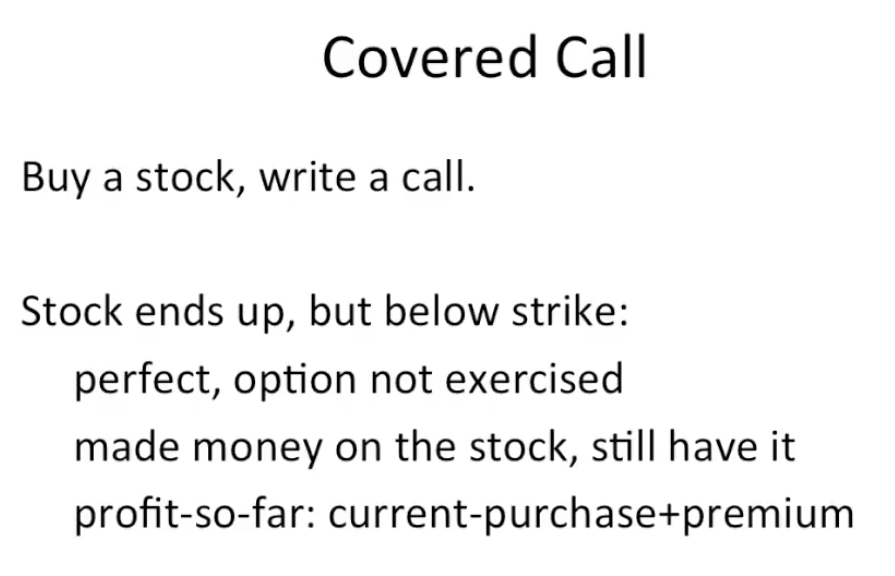 Covered Call
Buy a stock, write a call.
Stock ends up, but below strike:
perfect, option not exercised
made money on the stock, still have it
profit-so-far: current-purchase+premium